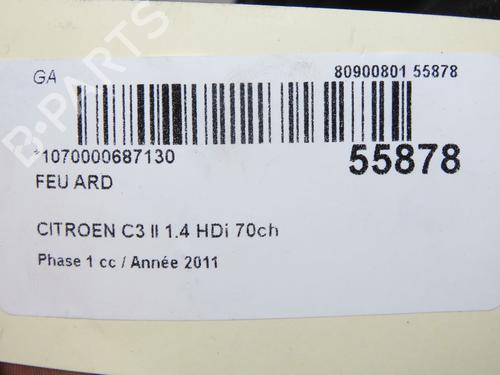 GA
80900801 55878
*1070000687130
55878
FEU ARD
CITROEN C3 II 1.4 HDi 70ch
Phase 1 cc / Année 2011
B-PARTS